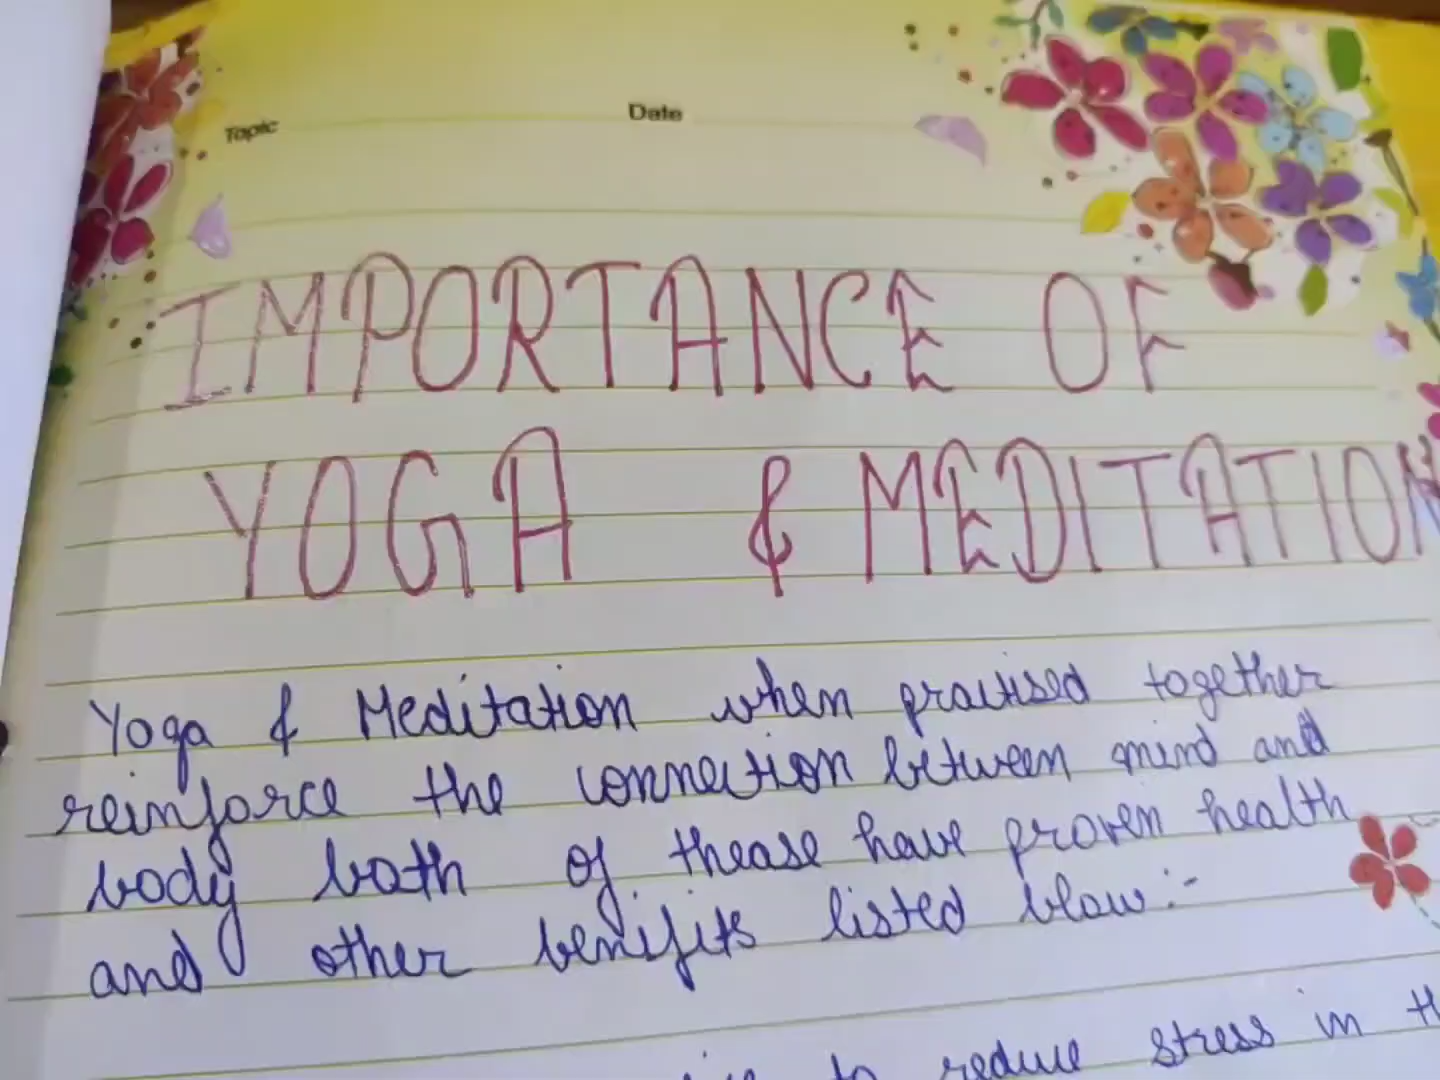 Topic
Date
IMPORTANCE OF
YOGA & MEDITATION
Yoga & Meditation when practised together
reinforce the connection between mind and
body both of thease have proven health
and other benifits listed blow :-
to reduce stress in